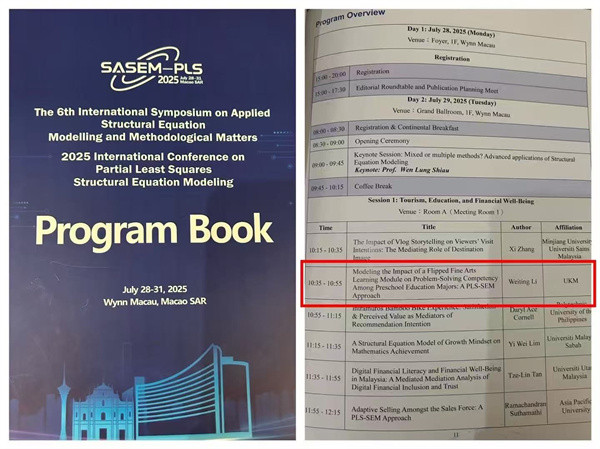 SASEM-PLS
2025 July 28-31
Macao SAR
The 6th International Symposium on Applied
Structural Equation
Modelling and Methodological Matters
2025 International Conference on
Partial Least Squares
Structural Equation Modeling
Program Book
July 28-31, 2025
Wynn Macau, Macao SAR
Program Overview
Day 1: July 28, 2025 (Monday)
Venue: Foyer, 1F, Wynn Macau
Registration
15:00 - 20:00 Registration
15:00 - 17:30 Editorial Roundtable and Publication Planning Meet
Day 2: July 29, 2025 (Tuesday)
Venue: Grand Ballroom, 1F, Wynn Macau
08:00 - 08:30 Registration & Continental Breakfast
08:30 - 09:00 Opening Ceremony
09:00 - 09:45 Keynote Session: Mixed or multiple methods? Advanced applications of Structural
Equation Modeling
Keynote: Prof. Wen Lung Shiau
09:45 - 10:15 Coffee Break
Session 1: Tourism, Education, and Financial Well-Being
Venue: Room A (Meeting Room 1)
Time Title Author Affiliation
10:15 - 10:35 The Impact of Vlog Storytelling on Viewers' Visit
Intentions: The Mediating Role of Destination
Image Xi Zhang Minjiang University
Universiti Sains
Malaysia
10:35 - 10:55 Modeling the Impact of a Flipped Fine Arts
Learning Module on Problem-Solving Competency
Among Preschool Education Majors: A PLS-SEM
Approach Weiting Li UKM
10:55 - 11:15 Intramuros Bamboo Bike Experience:
& Perceived Value as Mediators of
Recommendation Intention Daryl Ace
Cornell University of the
Philippines
11:15 - 11:35 A Structural Equation Model of Growth Mindset on
Mathematics Achievement Yi Wei Lim Universiti Malaysia
Sabah
11:35 - 11:55 Digital Financial Literacy and Financial Well-Being
in Malaysia: A Mediated Mediation Analysis of
Digital Financial Inclusion and Trust Tze-Lin Tan Universiti
Malaysia
11:55 - 12:15 Adaptive Selling Amongst the Sales Force: A
PLS-SEM Approach Ramachandran
Suthamathi Asia Pacific
University
11